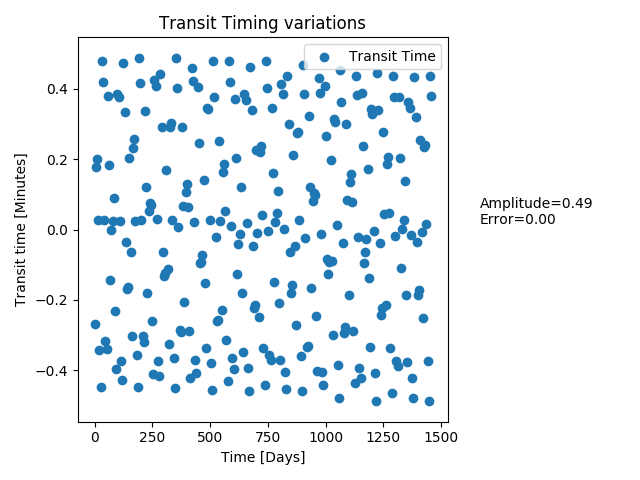 Transit Timing variations
Transit Time
0.4
0.2
0.0
−0.2
−0.4
Transit time [Minutes]
0
250
500
750
1000
1250
1500
Time [Days]
Amplitude=0.49
Error=0.00